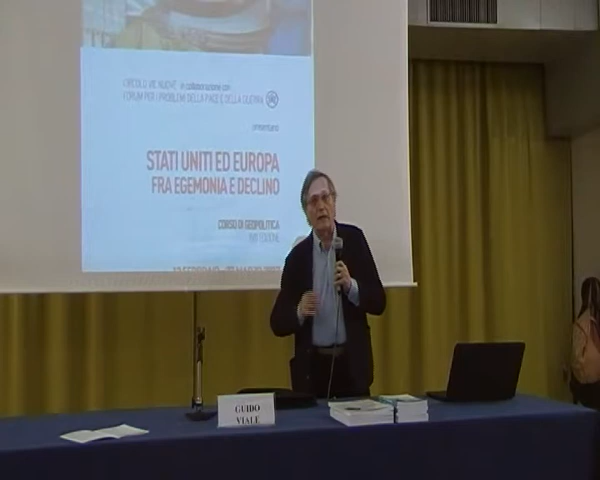 CIRCOLO VIE NUOVE in collaborazione con
FORUM PER I PROBLEMI DELLA PACE E DELLA GUERRA
presentano
STATI UNITI ED EUROPA
FRA EGEMONIA E DECLINO
CORSO DI GEOPOLITICA
EDIZIONE
GUIDO
VIALE